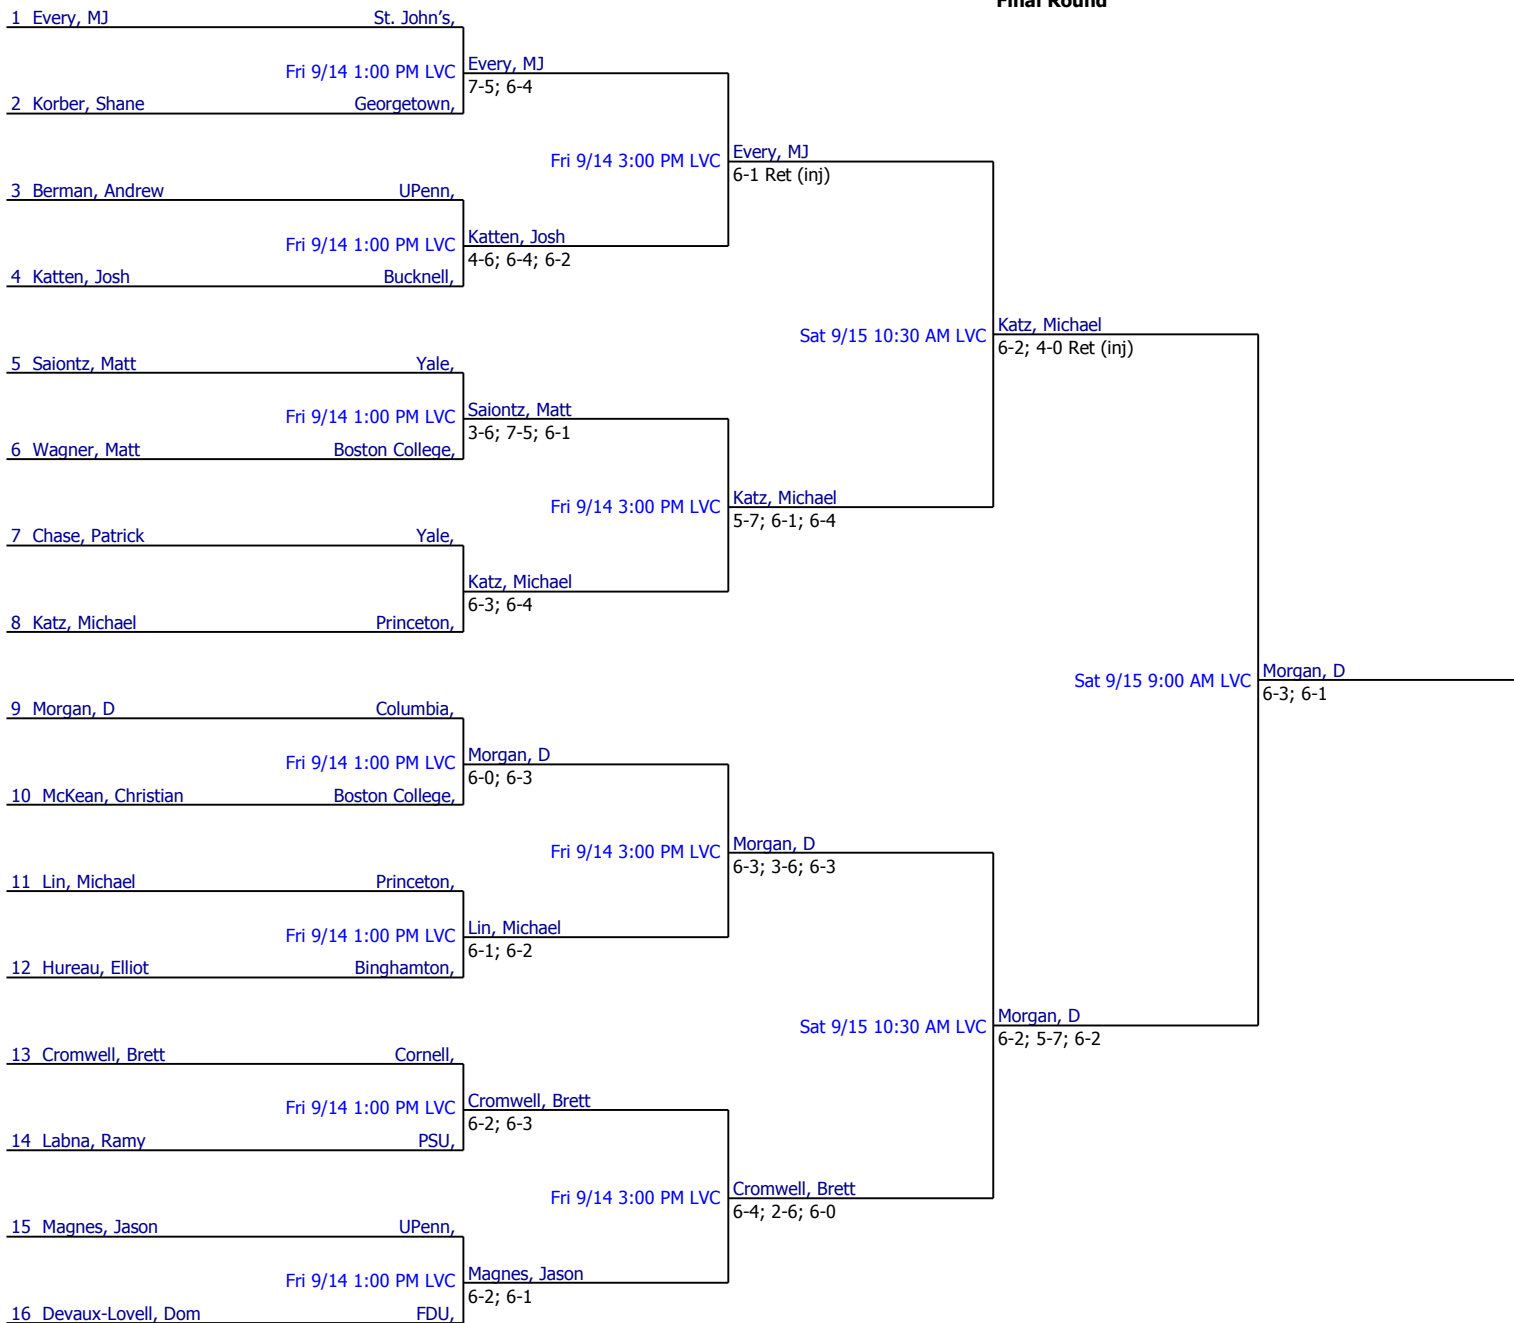 Final Round
1 Every, MJ St. John's,
Fri 9/14 1:00 PM LVC
2 Korber, Shane Georgetown,
Every, MJ
7-5; 6-4
3 Berman, Andrew UPenn,
Fri 9/14 1:00 PM LVC
4 Katten, Josh Bucknell,
Katten, Josh
4-6; 6-4; 6-2
Fri 9/14 3:00 PM LVC
Every, MJ
6-1 Ret (inj)
5 Saiontz, Matt Yale,
Fri 9/14 1:00 PM LVC
6 Wagner, Matt Boston College,
Saiontz, Matt
3-6; 7-5; 6-1
7 Chase, Patrick Yale,
8 Katz, Michael Princeton,
Katz, Michael
6-3; 6-4
Fri 9/14 3:00 PM LVC
Katz, Michael
5-7; 6-1; 6-4
Sat 9/15 10:30 AM LVC
Katz, Michael
6-2; 4-0 Ret (inj)
9 Morgan, D Columbia,
Fri 9/14 1:00 PM LVC
10 McKean, Christian Boston College,
Morgan, D
6-0; 6-3
11 Lin, Michael Princeton,
Fri 9/14 1:00 PM LVC
12 Hureau, Elliot Binghamton,
Lin, Michael
6-1; 6-2
Fri 9/14 3:00 PM LVC
Morgan, D
6-3; 3-6; 6-3
13 Cromwell, Brett Cornell,
Fri 9/14 1:00 PM LVC
14 Labna, Ramy PSU,
Cromwell, Brett
6-2; 6-3
15 Magnes, Jason UPenn,
Fri 9/14 1:00 PM LVC
16 Devaux-Lovell, Dom FDU,
Magnes, Jason
6-2; 6-1
Fri 9/14 3:00 PM LVC
Cromwell, Brett
6-4; 2-6; 6-0
Sat 9/15 10:30 AM LVC
Morgan, D
6-2; 5-7; 6-2
Sat 9/15 9:00 AM LVC
Morgan, D
6-3; 6-1